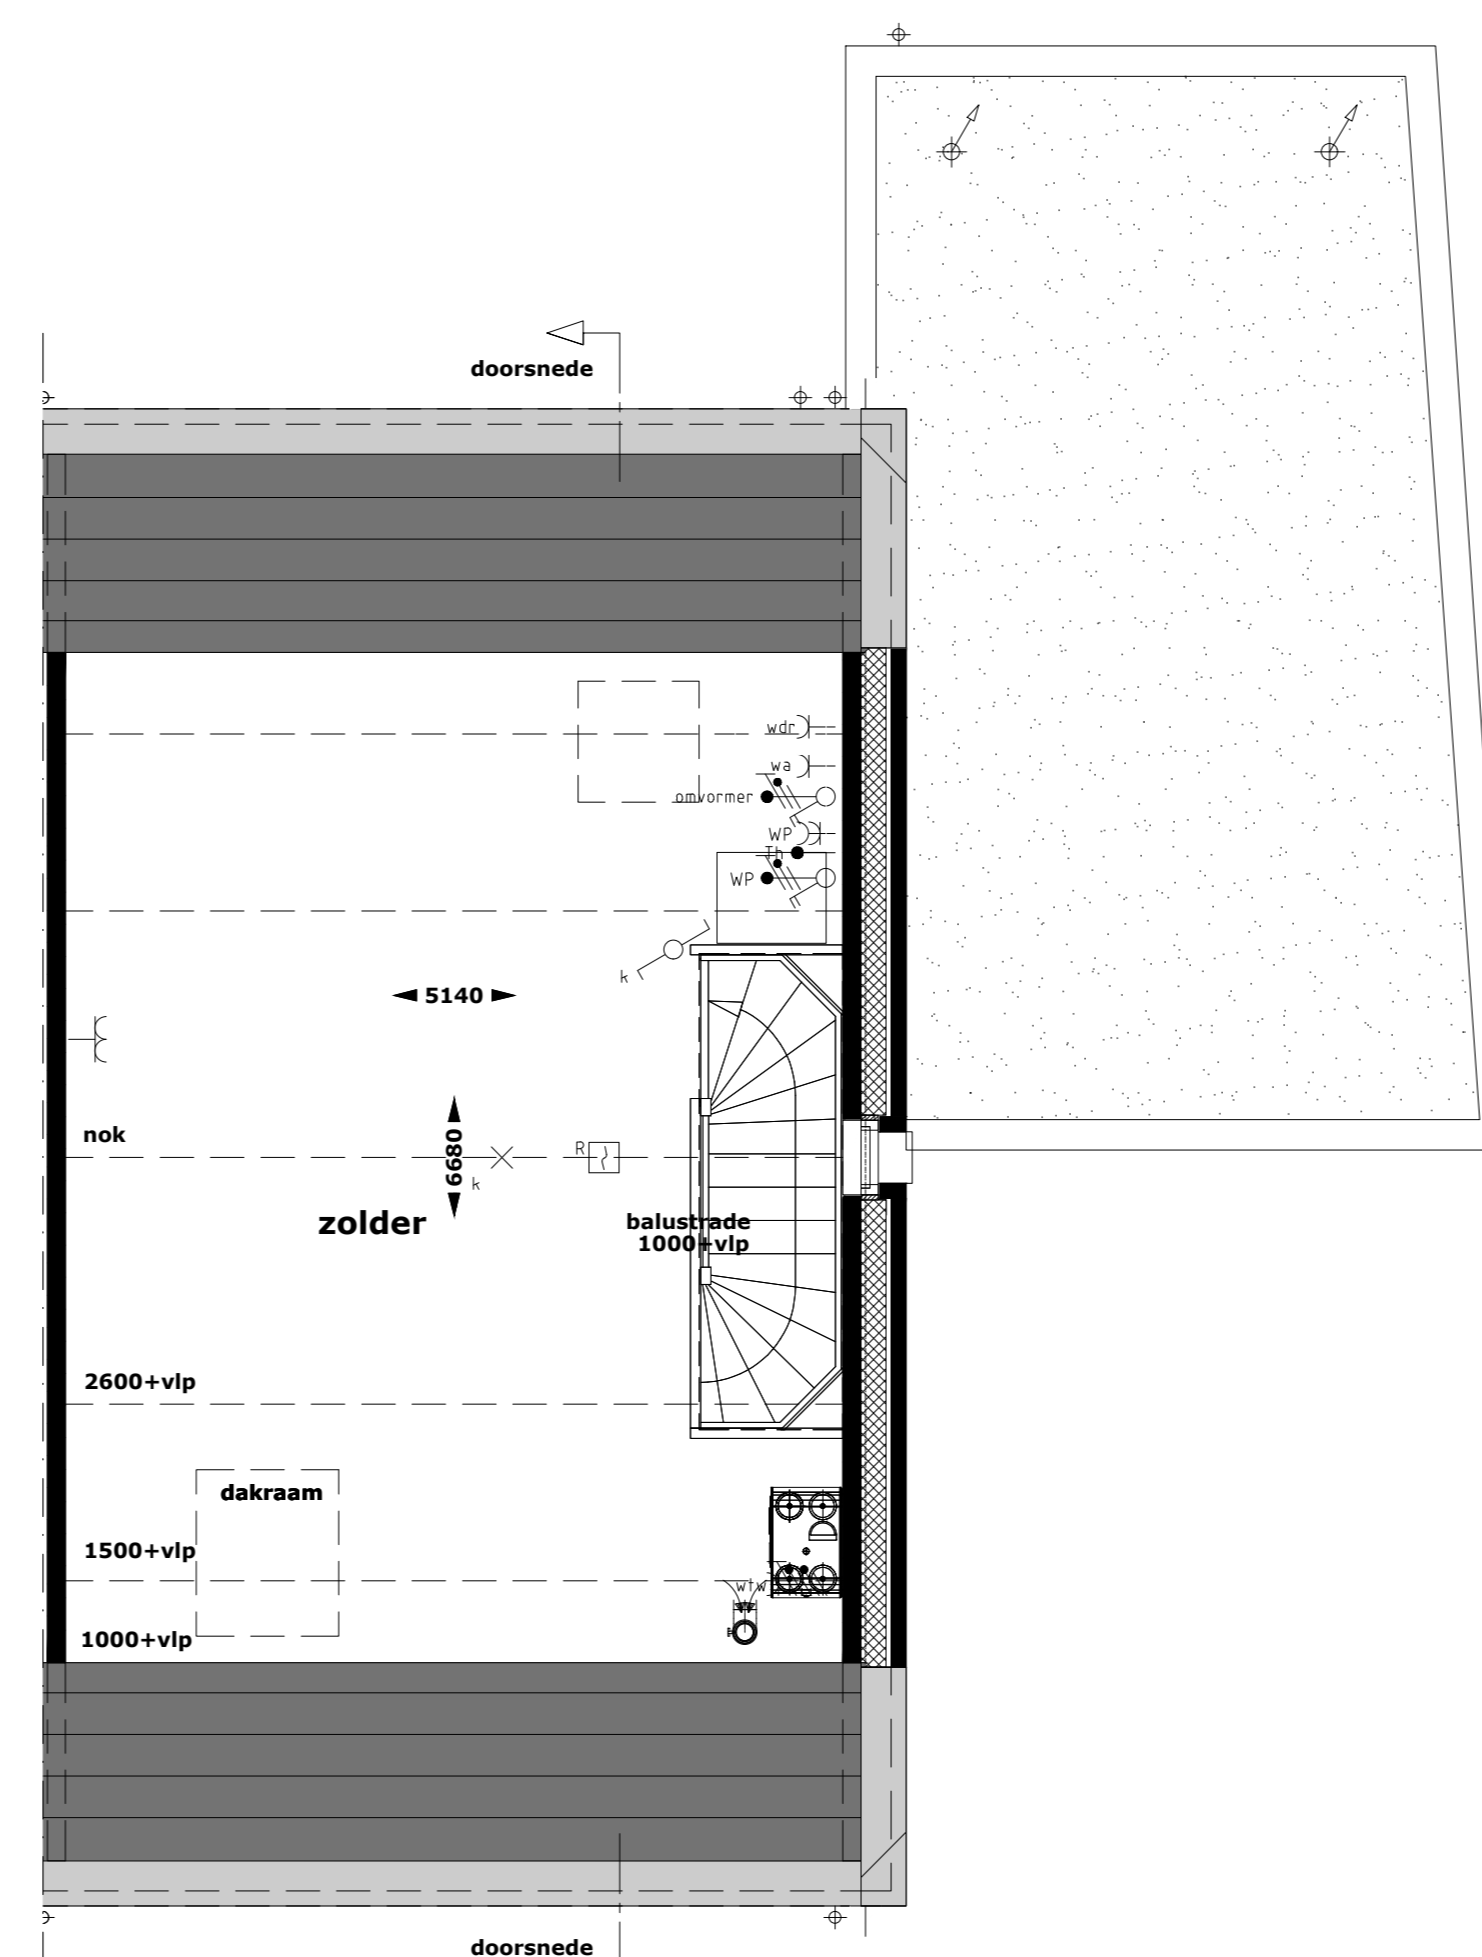 doorsnede
wdr
wa
omvormer
WP
Th
WP
k
5140
nok
R
6680
k
zolder
balustrade
1000+vlp
2600+vlp
dakraam
1500+vlp
wtw
1000+vlp
doorsnede